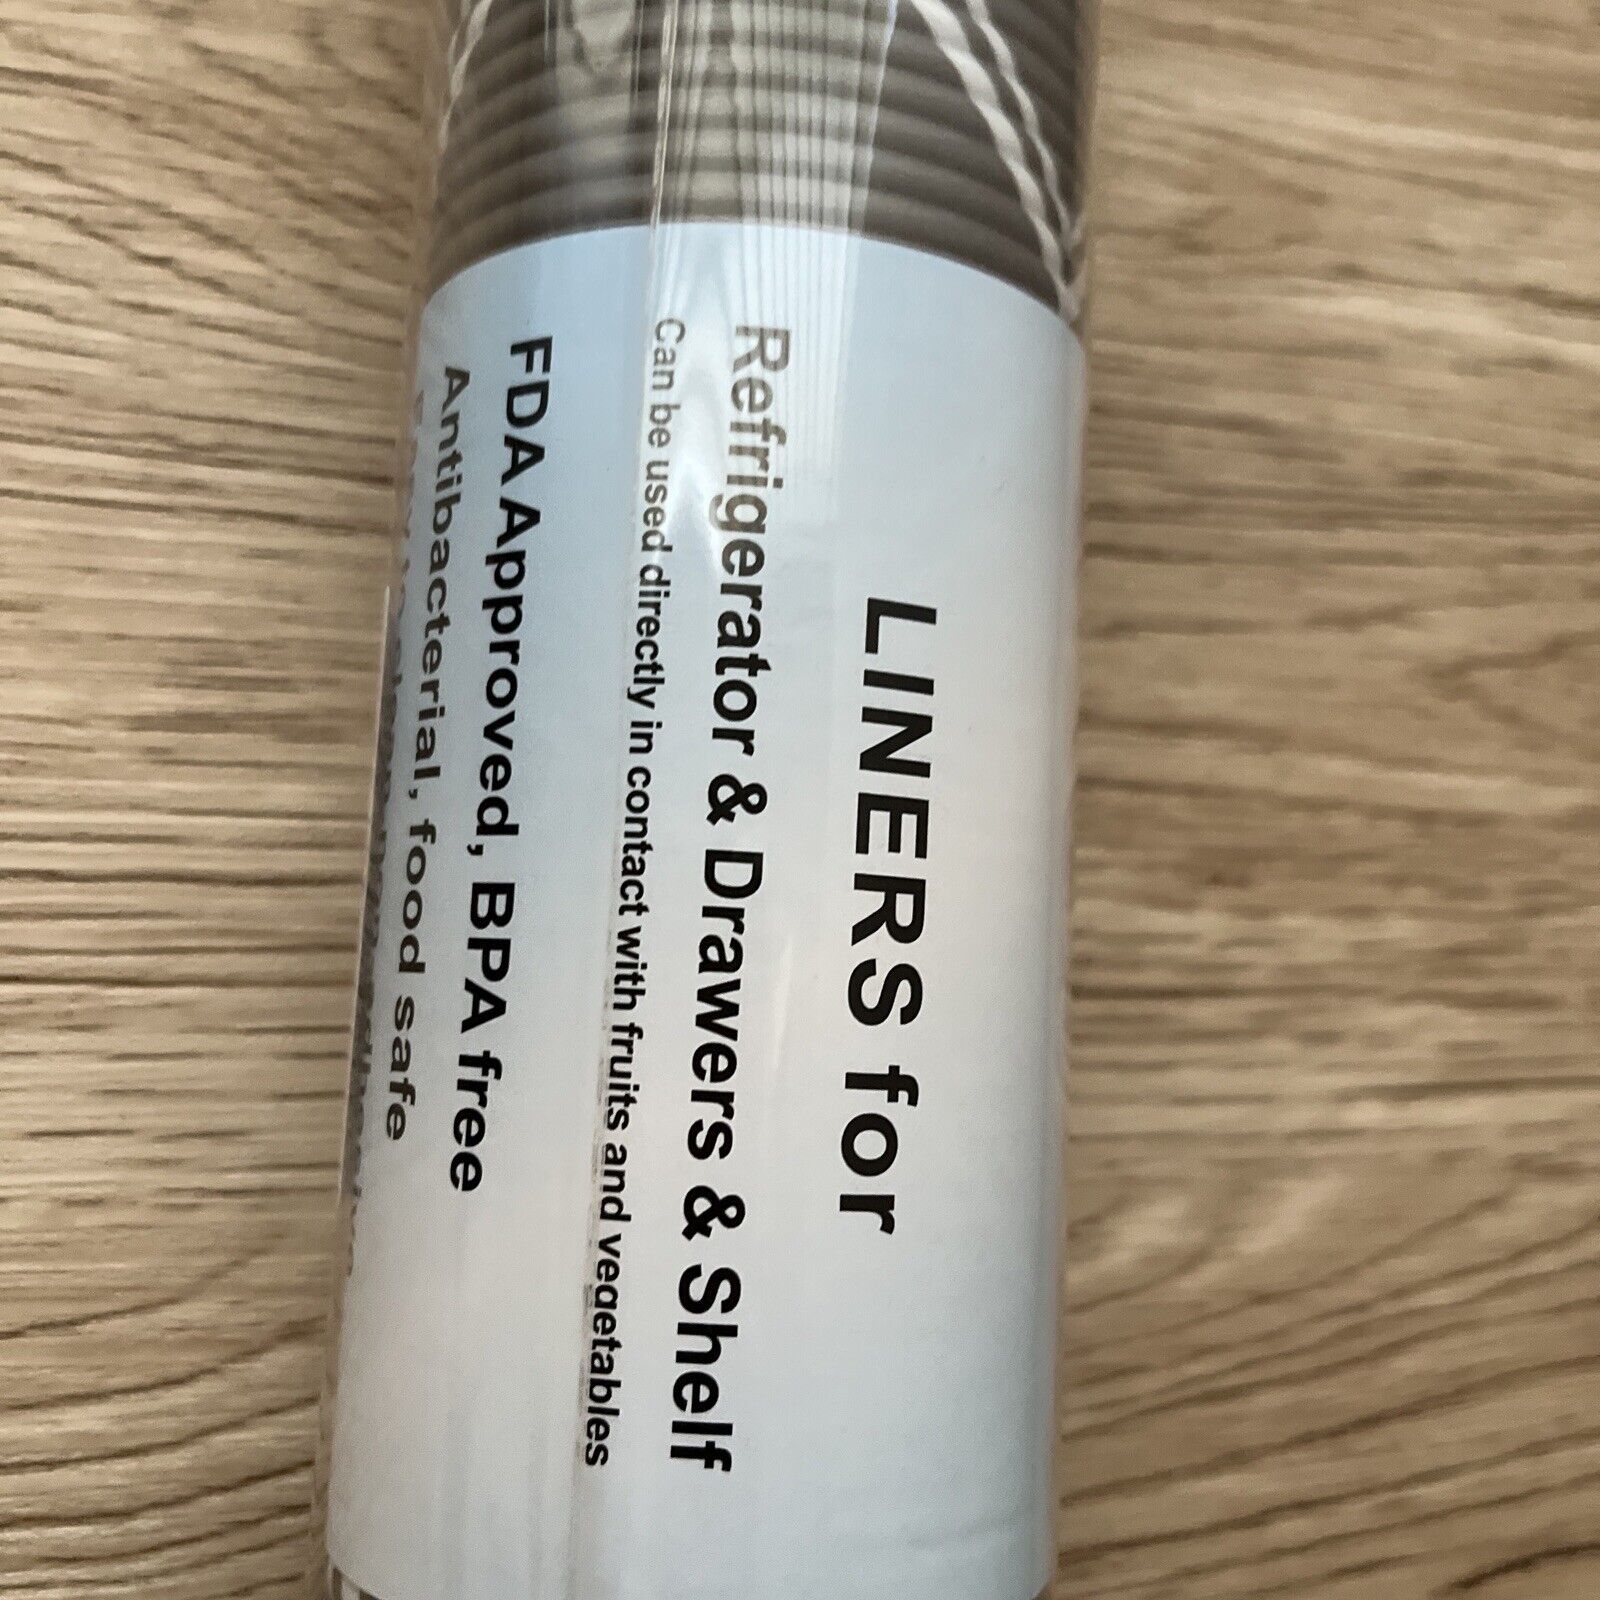 LINERS for
Refrigerator & Drawers & Shelf
Can be used directly in contact with fruits and vegetables
FDA Approved, BPA free
Antibacterial, food safe